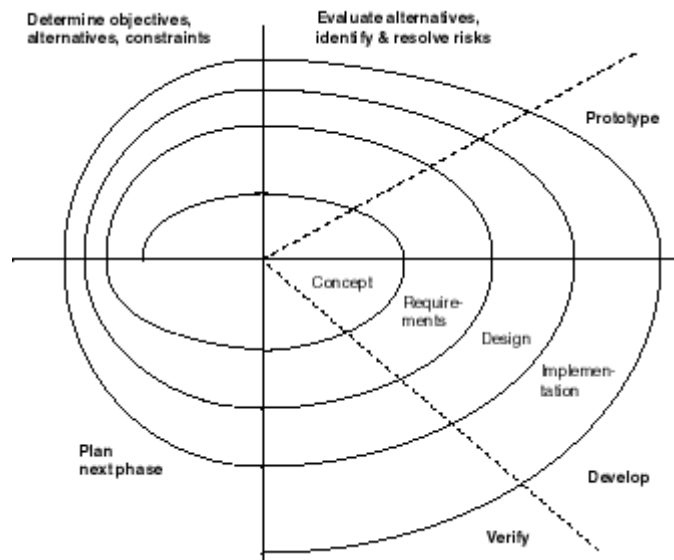 Determine objectives,
alternatives, constraints
Evaluate alternatives,
identify & resolve risks
Prototype
Concept
Require-
ments
Design
Implemen-
tation
Plan
next phase
Develop
Verify